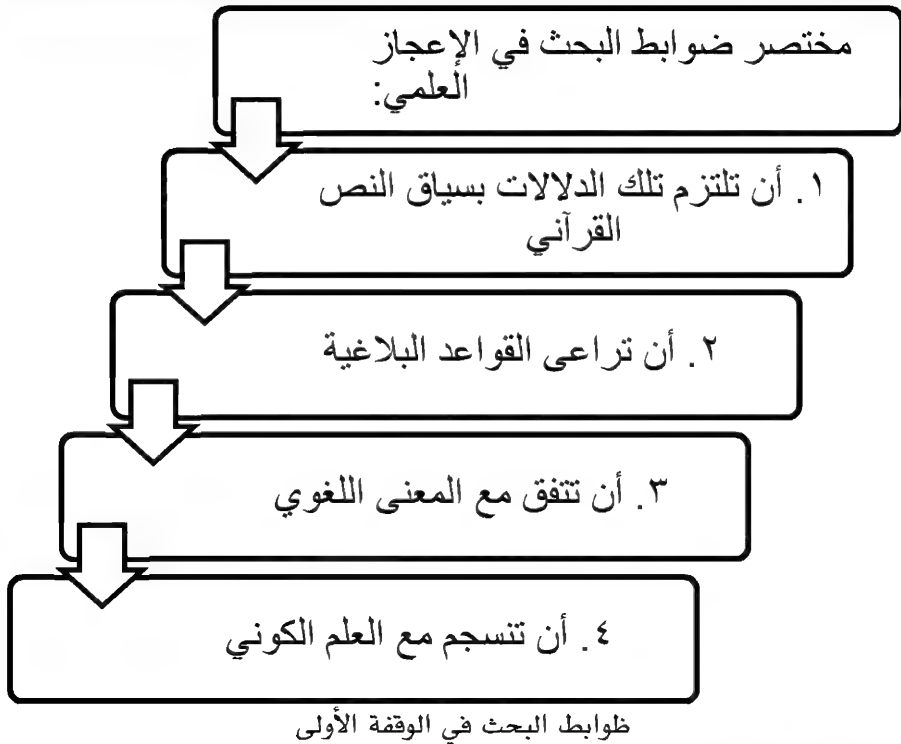 مختصر ضوابط البحث في الإعجاز
العلمي:
١. أن تلتزم تلك الدلالات بسياق النص
القرآني
٢. أن تراعى القواعد البلاغية
٣. أن تتفق مع المعنى اللغوي
٤. أن تنسجم مع العلم الكوني
ظوابط البحث في الوقفة الأولى